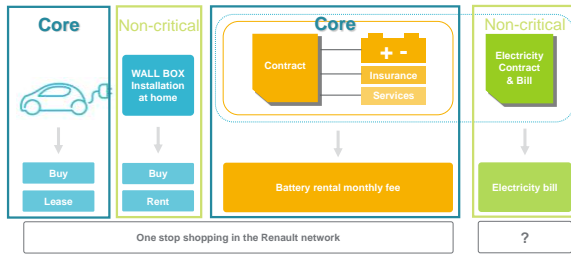 Core
Non-critical
Core
Non-critical
WALL BOX
Installation
at home
Contract
+ -
Insurance
Services
Electricity
Contract
& Bill
Buy
Lease
Buy
Rent
Battery rental monthly fee
Electricity bill
One stop shopping in the Renault network
?